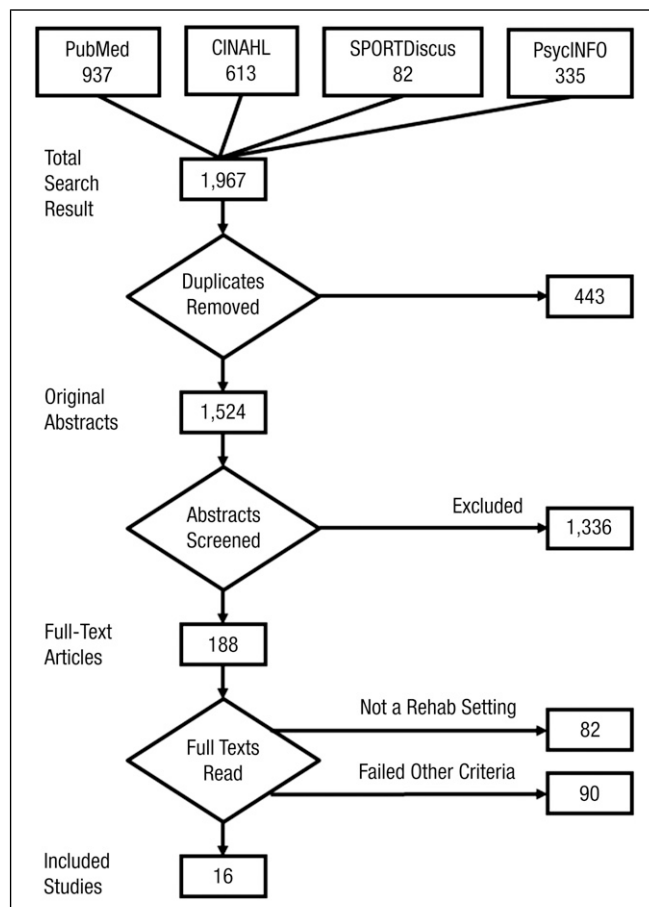 PubMed
937
CINAHL
613
SPORTDiscus
82
PsycINFO
335
Total
Search
Result
1,967
Duplicates
Removed
443
Original
Abstracts
1,524
Abstracts
Screened
Excluded
1,336
Full-Text
Articles
188
Full Texts
Read
Not a Rehab Setting
82
Failed Other Criteria
90
Included
Studies
16